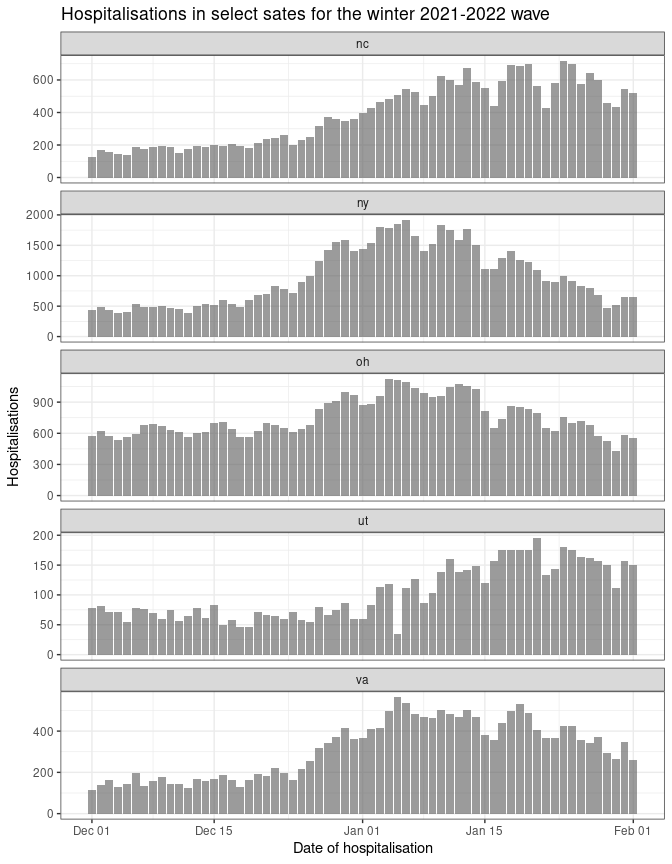 Hospitalisations in select sates for the winter 2021-2022 wave
nc
600
400
200
0
ny
2000
1500
1000
500
0
oh
900
600
300
0
ut
200
150
100
50
0
va
400
200
0
Hospitalisations
Dec 01 Dec 15 Jan 01 Jan 15 Feb 01
Date of hospitalisation